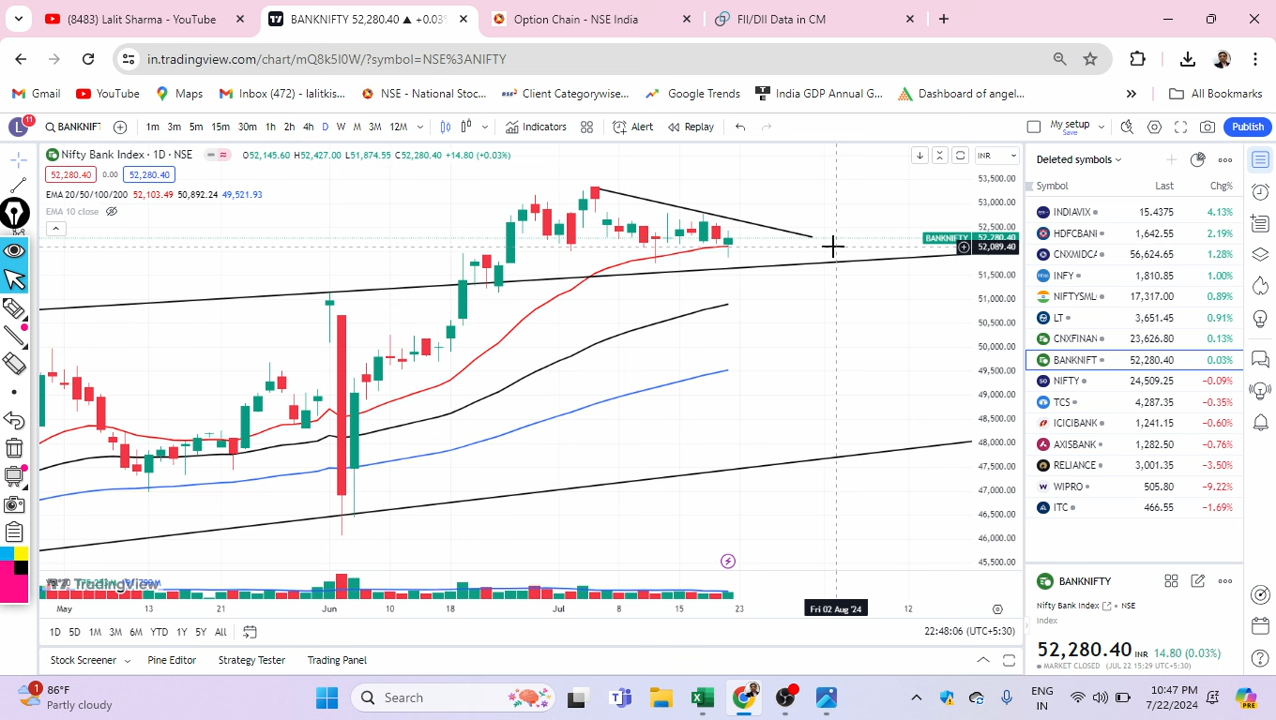 (8483) Lalit Sharma - YouTube
BANKNIFTY 52,280.40 ▲ +0.03%
Option Chain - NSE India
FII/DII Data in CM
in.tradingview.com/chart/mQ8k5I0W/?symbol=NSE%3ANIFTY
Gmail
YouTube
Maps
Inbox (472) - lalitkis...
NSE - National Stoc...
Client Categorywise...
Google Trends
India GDP Annual G...
Dashboard of angel...
All Bookmarks
L 11
BANKNIFT
1m 3m 5m 15m 30m 1h 2h 4h D W M 3M 12M
Indicators
Alert
Replay
My setup
Save
Publish
Nifty Bank Index · 1D · NSE
O52,145.60 H52,427.00 L51,874.55 C52,280.40 +14.80 (+0.03%)
52,280.40 0.00 52,280.40
EMA 20/50/100/200 52,103.49 50,892.24 49,521.93
EMA 10 close
INR
53,500.00
53,000.00
52,500.00
BANKNIFTY 52,280.40
52,089.40
51,500.00
51,000.00
50,500.00
50,000.00
49,500.00
49,000.00
48,500.00
48,000.00
47,500.00
47,000.00
46,500.00
46,000.00
45,500.00
TradingView
May 13 21 Jun 10 18 Jul 8 15 23 Fri 02 Aug '24 12
1D 5D 1M 3M 6M YTD 1Y 5Y All
22:48:06 (UTC+5:30)
Stock Screener
Pine Editor
Strategy Tester
Trading Panel
Deleted symbols
Symbol Last Chg%
INDIAVIX 15.4375 4.13%
HDFCBANI 1,642.55 2.19%
CNXMIDCA 56,624.65 1.28%
INFY 1,810.85 1.00%
NIFTYSML 17,317.00 0.89%
LT 3,651.45 0.91%
CNXFINAN 23,626.80 0.13%
BANKNIFT 52,280.40 0.03%
NIFTY 24,509.25 −0.09%
TCS 4,287.35 −0.35%
ICICIBANK 1,241.15 −0.60%
AXISBANK 1,282.50 −0.76%
RELIANCE 3,001.35 −3.50%
WIPRO 505.80 −9.22%
ITC 466.55 −1.69%
BANKNIFTY
Nifty Bank Index · NSE
Index
52,280.40 INR 14.80 (0.03%)
MARKET CLOSED (JUL 22 15:29 UTC+5:30)
1
86°F
Partly cloudy
Search
ENG
IN
10:47 PM
7/22/2024
PRE